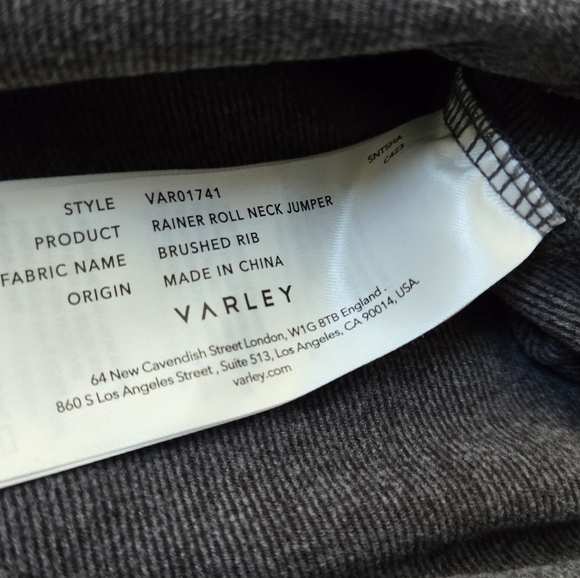 SNTSHA
CA23
STYLE VAR01741
PRODUCT RAINER ROLL NECK JUMPER
FABRIC NAME BRUSHED RIB
ORIGIN MADE IN CHINA
VARLEY
64 New Cavendish Street London, W1G 8TB England.
860 S Los Angeles Street, Suite 513, Los Angeles, CA 90014, USA.
varley.com